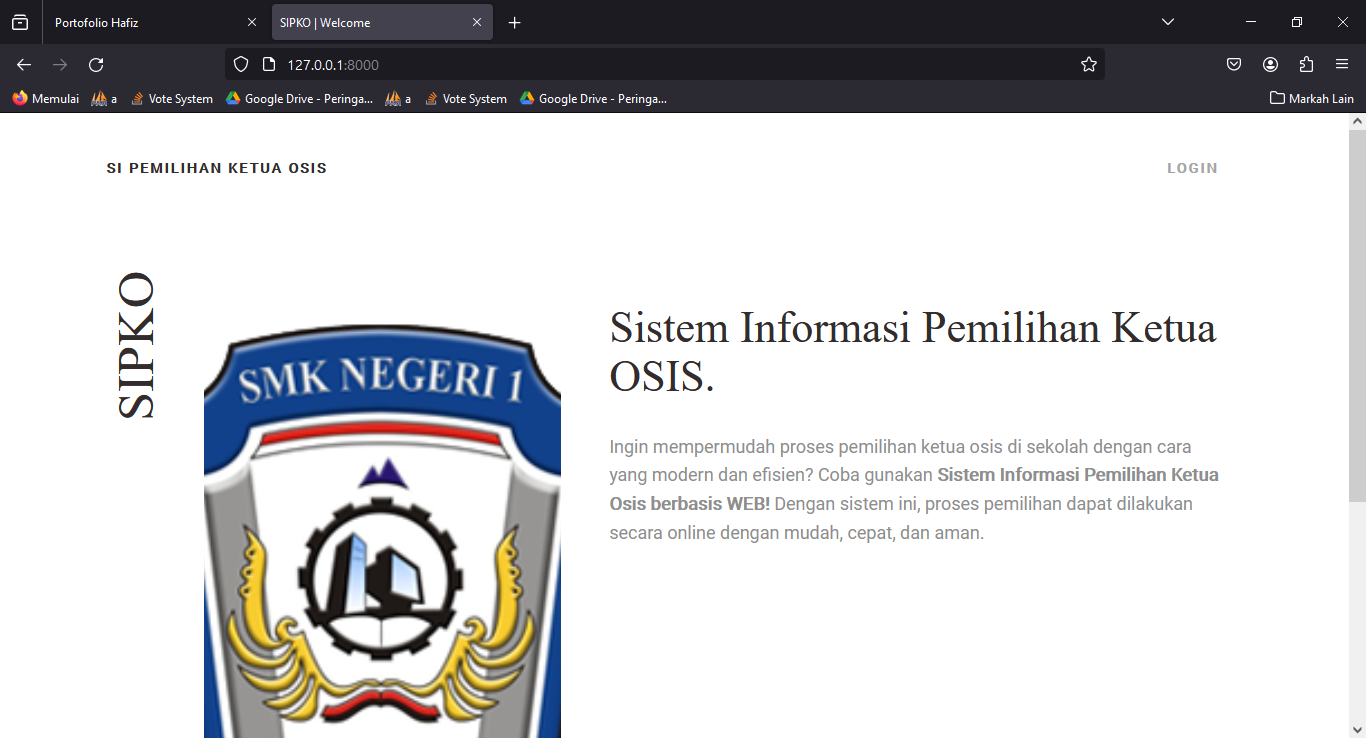 Portofolio Hafiz
SIPKO | Welcome
127.0.0.1:8000
Memulai
a
Vote System
Google Drive - Peringa...
a
Vote System
Google Drive - Peringa...
Markah Lain
SI PEMILIHAN KETUA OSIS
LOGIN
SIPKO
SMK NEGERI 1
Sistem Informasi Pemilihan Ketua
OSIS.
Ingin mempermudah proses pemilihan ketua osis di sekolah dengan cara
yang modern dan efisien? Coba gunakan Sistem Informasi Pemilihan Ketua
Osis berbasis WEB! Dengan sistem ini, proses pemilihan dapat dilakukan
secara online dengan mudah, cepat, dan aman.